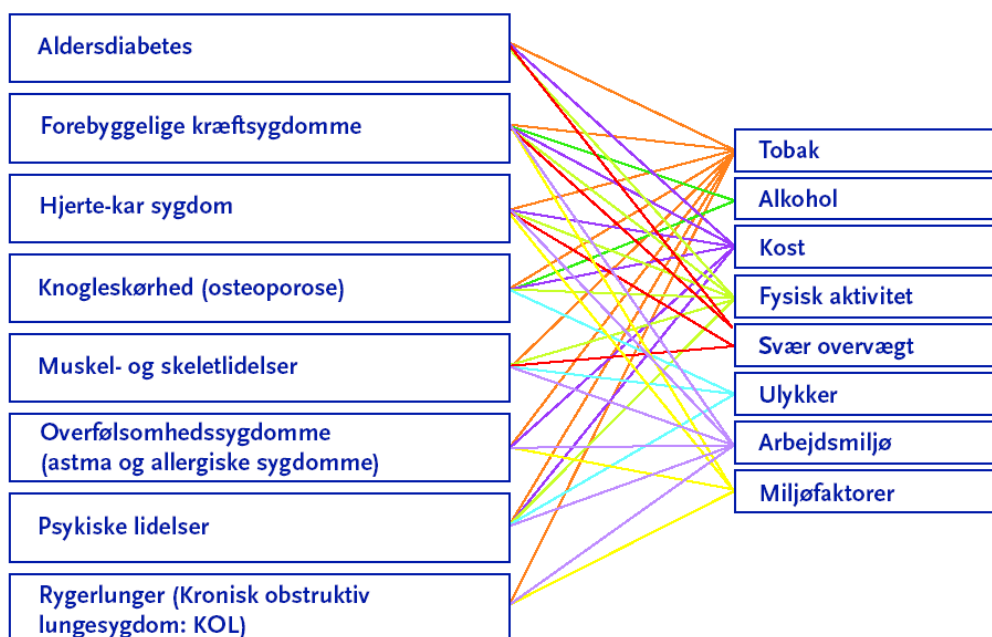 Aldersdiabetes
Forebyggelige kræftsygdomme
Hjerte-kar sygdom
Knogleskørhed (osteoporose)
Muskel- og skeletlidelser
Overfølsomhedssygdomme
(astma og allergiske sygdomme)
Psykiske lidelser
Rygerlunger (Kronisk obstruktiv
lungesygdom: KOL)
Tobak
Alkohol
Kost
Fysisk aktivitet
Svær overvægt
Ulykker
Arbejdsmiljø
Miljøfaktorer